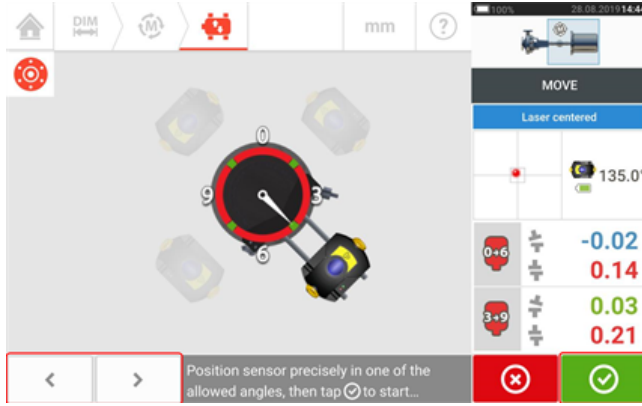 DIM
M
mm
?
100%
28.08.2019 14:44
MOVE
Laser centered
135.0°
0
9
3
6
0→6
-0.02
0.14
3→9
0.03
0.21
Position sensor precisely in one of the
allowed angles, then tap to start...